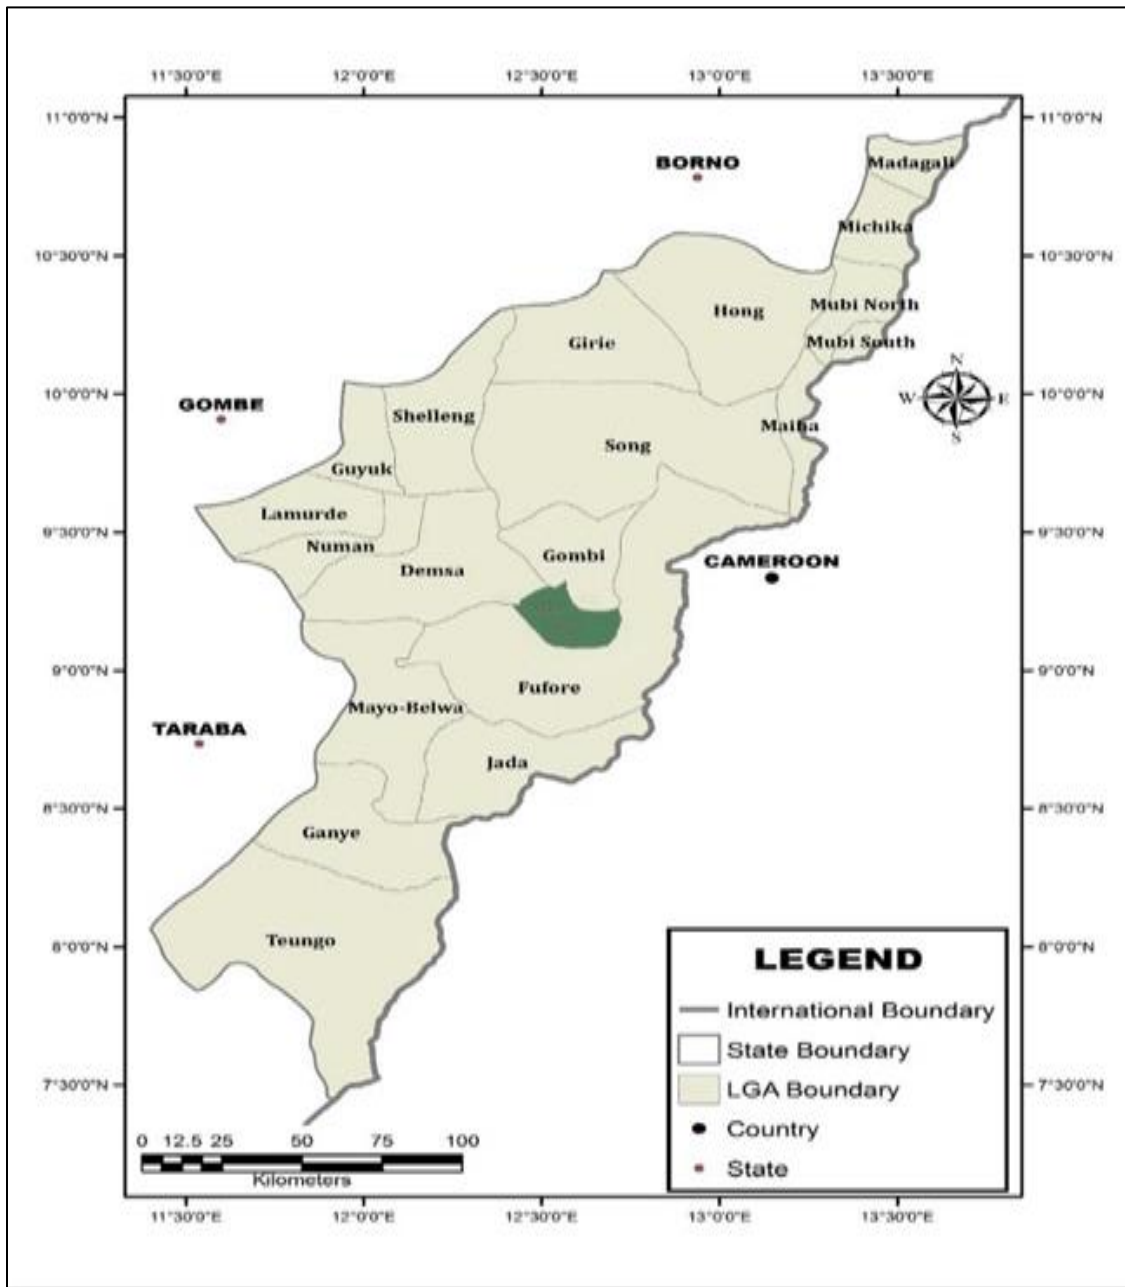 11°30'0"E 12°0'0"E 12°30'0"E 13°0'0"E 13°30'0"E
11°0'0"N 11°0'0"N
BORNO
Madagali
Michika
10°30'0"N 10°30'0"N
Hong
Mubi North
Girie
Mubi South
N
10°0'0"N 10°0'0"N
GOMBE
W E
Shelleng
S
Maiha
Song
Guyuk
Lamurde
9°30'0"N 9°30'0"N
Numan
Gombi
CAMEROON
Demsa
9°0'0"N 9°0'0"N
Fufore
Mayo-Belwa
TARABA
Jada
8°30'0"N 8°30'0"N
Ganye
Teungo
8°0'0"N 8°0'0"N
LEGEND
International Boundary
State Boundary
LGA Boundary
Country
State
7°30'0"N 7°30'0"N
0 12.5 25 50 75 100
Kilometers
11°30'0"E 12°0'0"E 12°30'0"E 13°0'0"E 13°30'0"E